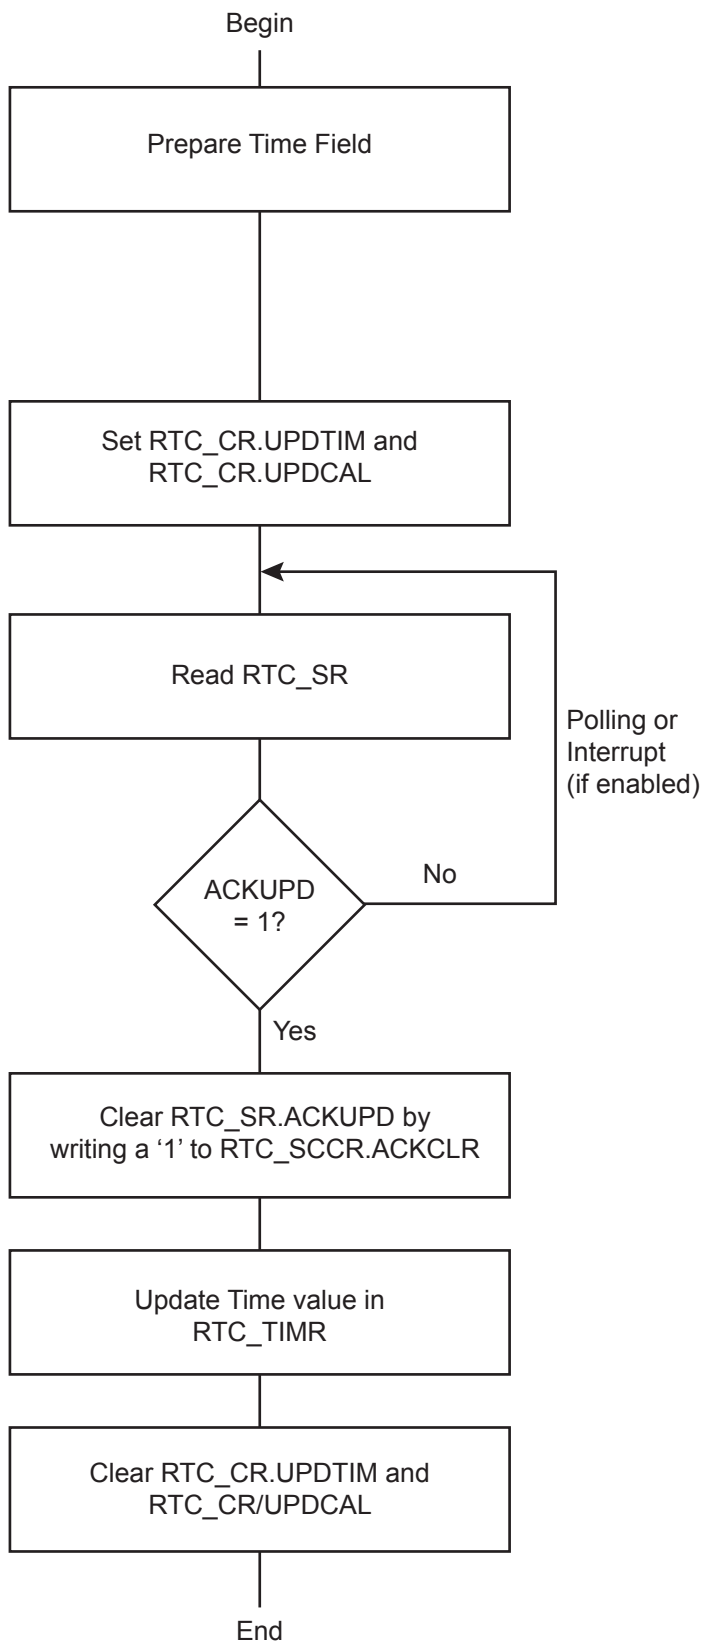 Begin
Prepare Time Field
Set RTC_CR.UPDTIM and
RTC_CR.UPDCAL
Read RTC_SR
Polling or
Interrupt
(if enabled)
ACKUPD
= 1?
No
Yes
Clear RTC_SR.ACKUPD by
writing a ‘1’ to RTC_SCCR.ACKCLR
Update Time value in
RTC_TIMR
Clear RTC_CR.UPDTIM and
RTC_CR/UPDCAL
End